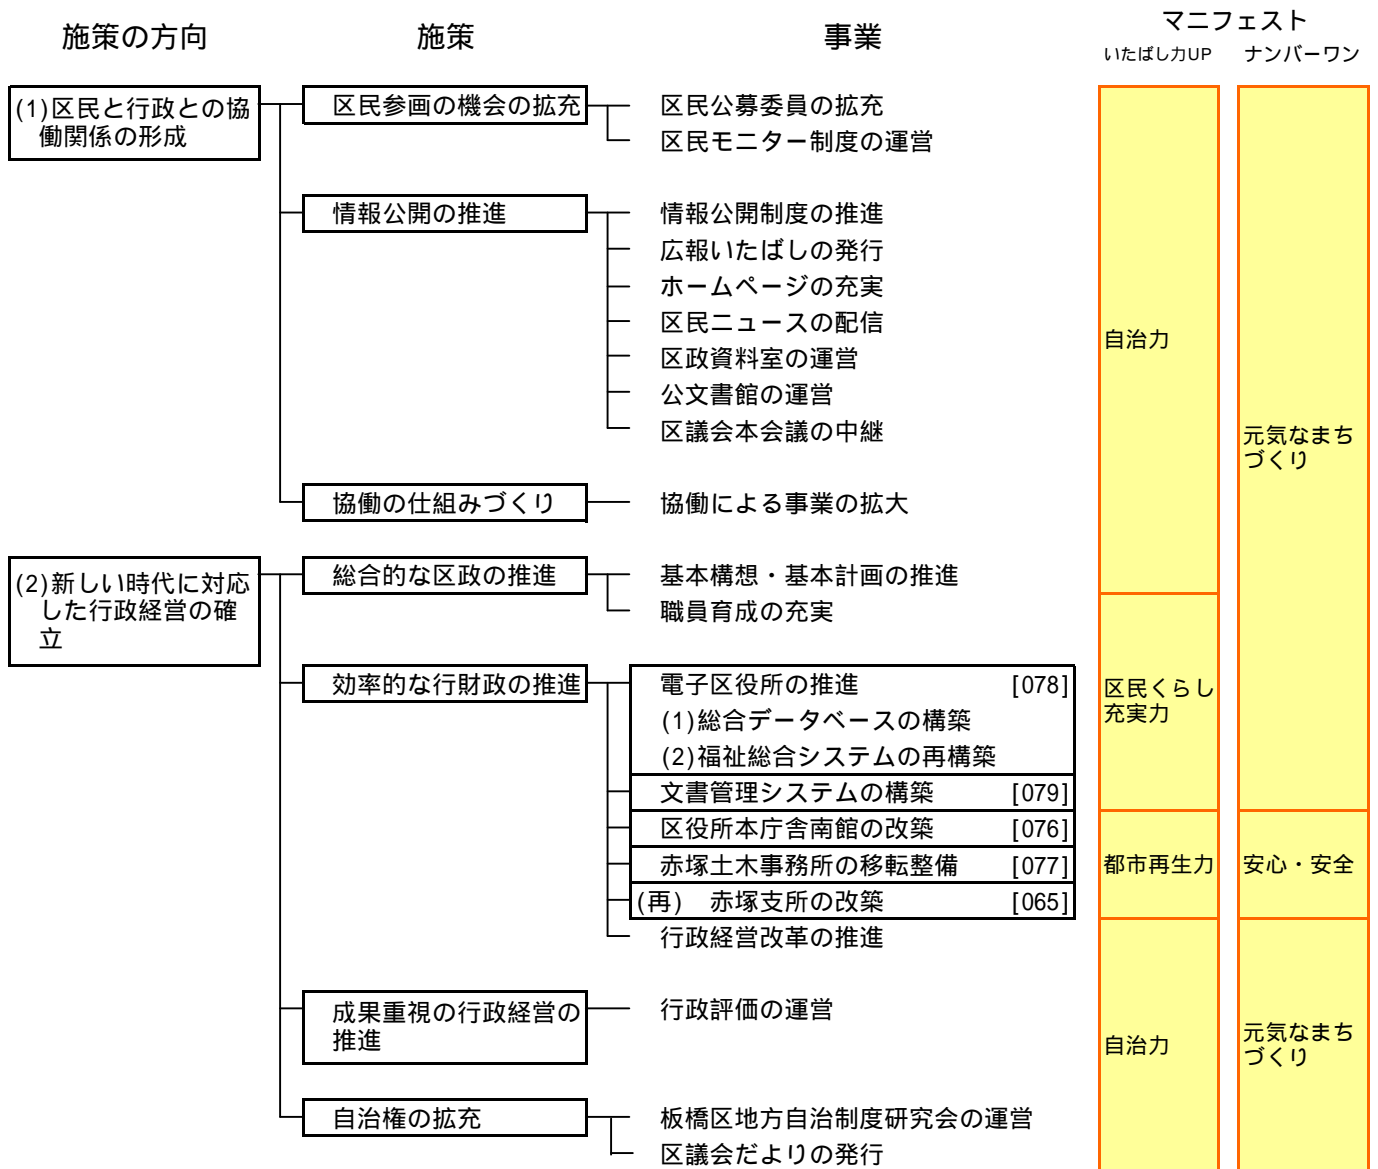 施策の方向
施策
事業
マニフェスト
いたばし力UP
ナンバーワン
(1)区民と行政との協
働関係の形成
区民参画の機会の拡充
区民公募委員の拡充
区民モニター制度の運営
情報公開の推進
情報公開制度の推進
広報いたばしの発行
ホームページの充実
区民ニュースの配信
区政資料室の運営
公文書館の運営
区議会本会議の中継
協働の仕組みづくり
協働による事業の拡大
(2)新しい時代に対応
した行政経営の確
立
総合的な区政の推進
基本構想・基本計画の推進
職員育成の充実
効率的な行財政の推進
電子区役所の推進 [078]
(1)総合データベースの構築
(2)福祉総合システムの再構築
文書管理システムの構築 [079]
区役所本庁舎南館の改築 [076]
赤塚土木事務所の移転整備 [077]
(再) 赤塚支所の改築 [065]
行政経営改革の推進
成果重視の行政経営の
推進
行政評価の運営
自治権の拡充
板橋区地方自治制度研究会の運営
区議会だよりの発行
自治力
区民くらし
充実力
都市再生力
自治力
元気なまち
づくり
安心・安全
元気なまち
づくり